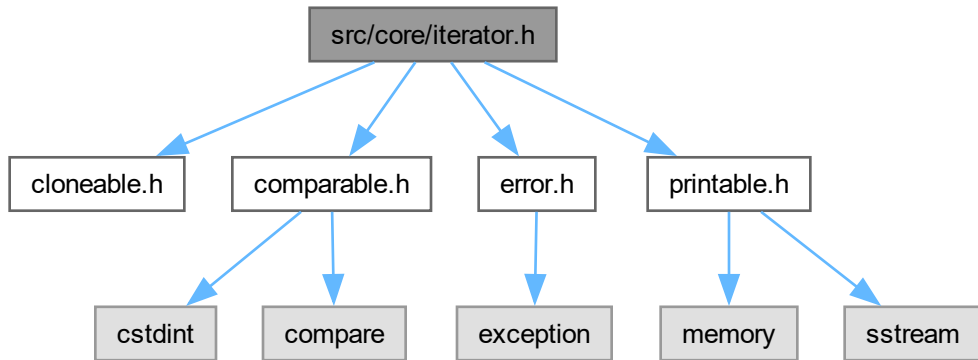 src/core/iterator.h
cloneable.h
comparable.h
error.h
printable.h
cstdint
compare
exception
memory
sstream